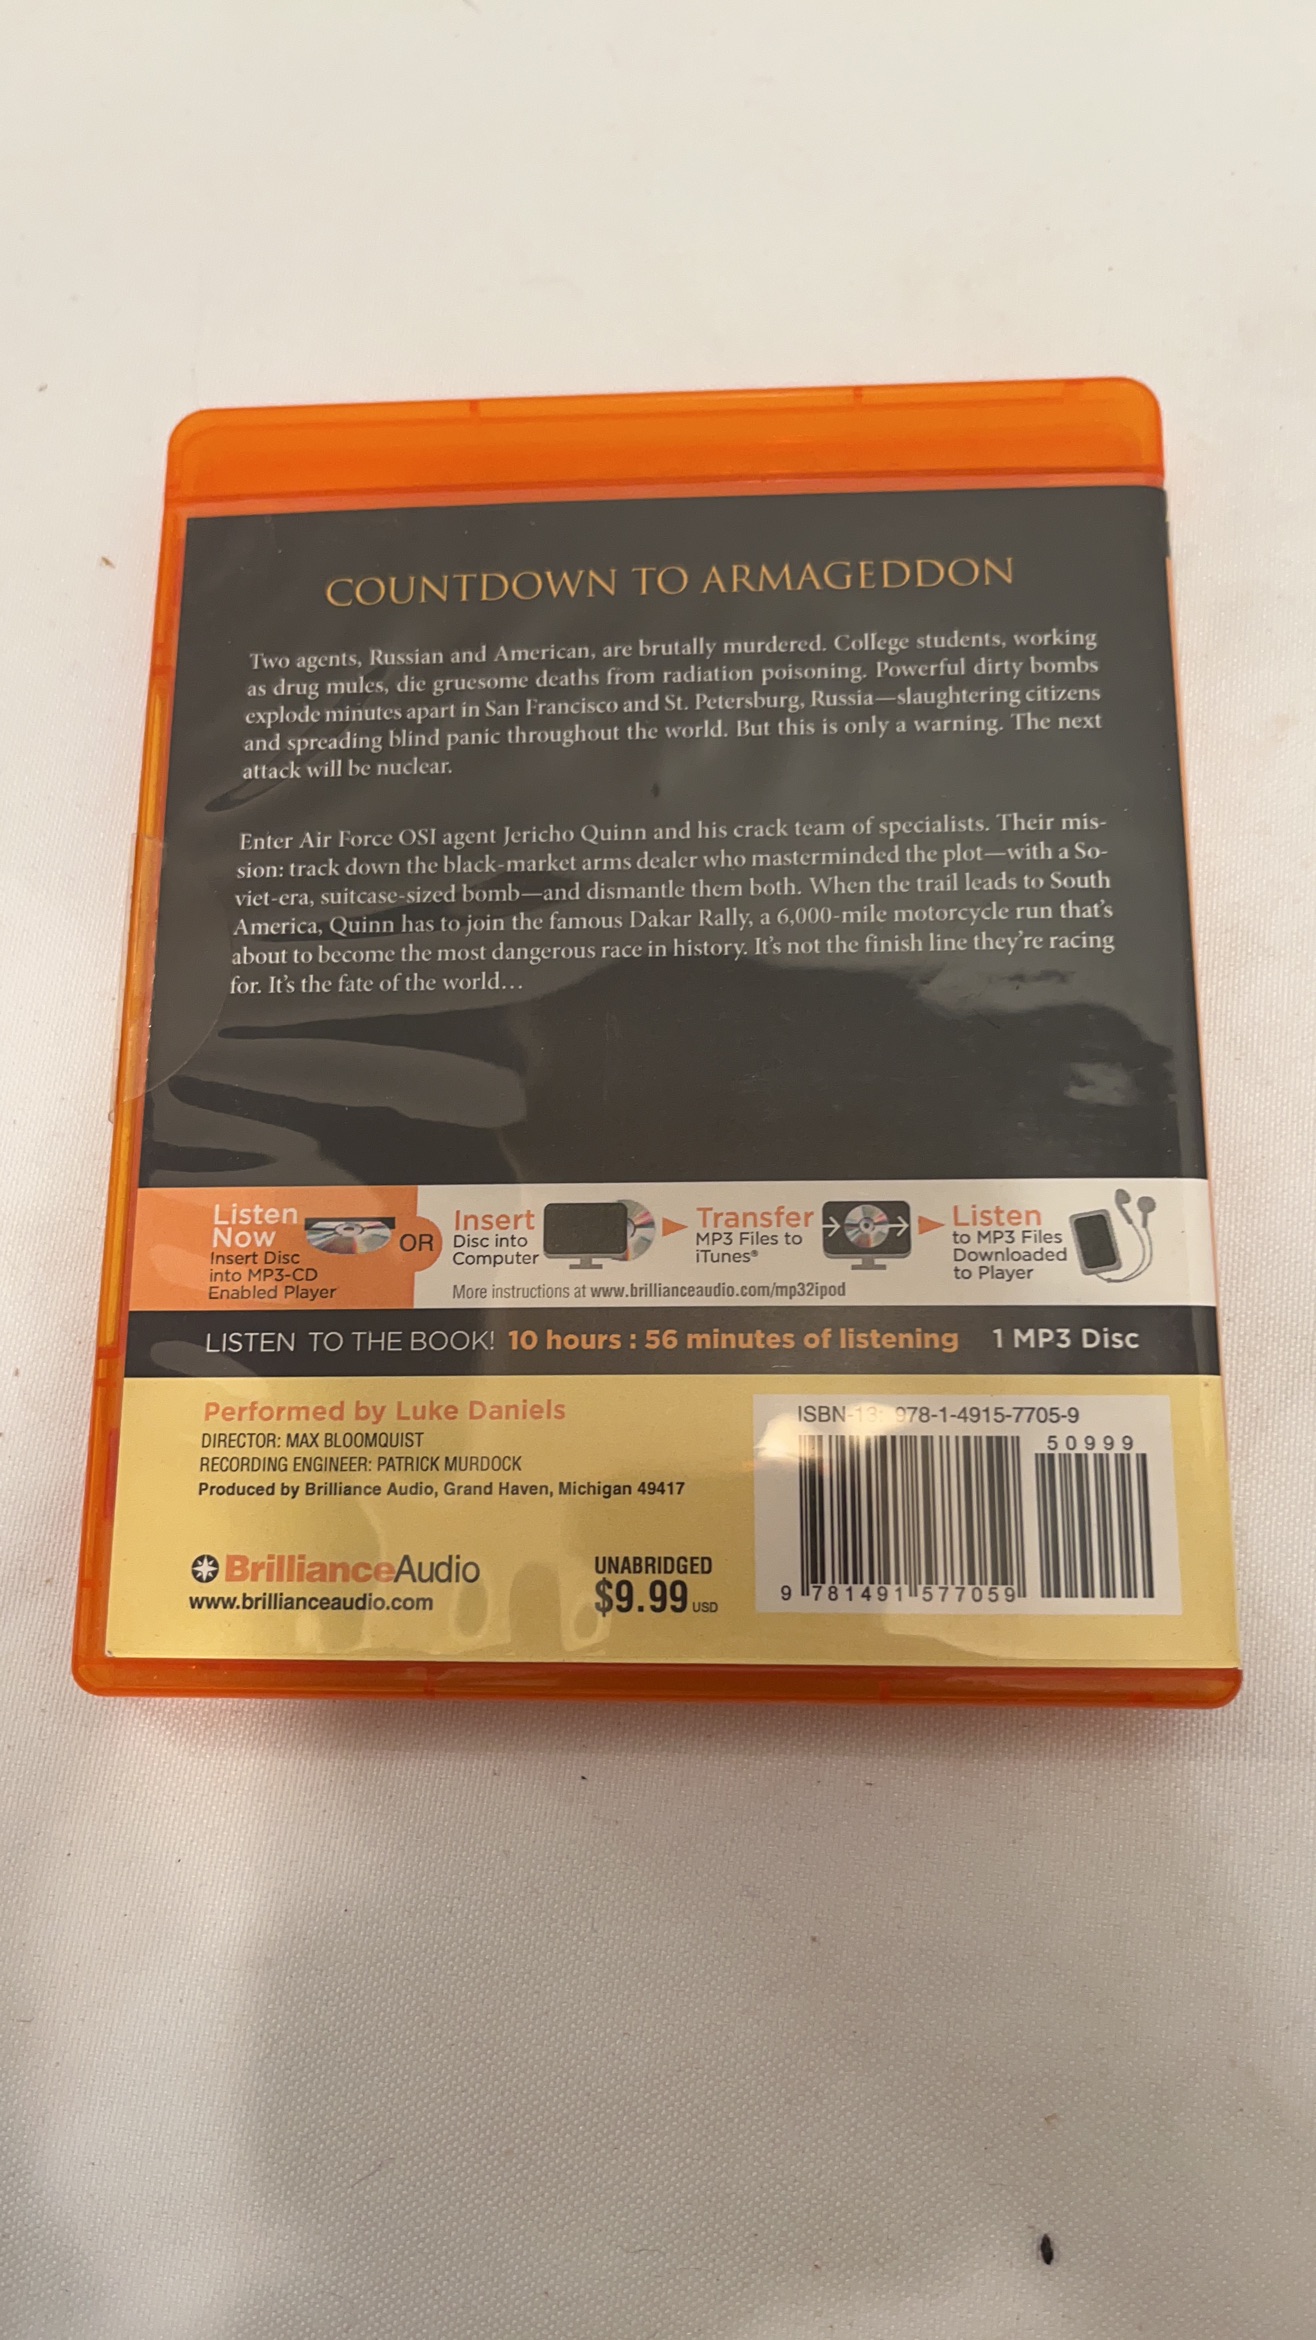 COUNTDOWN TO ARMAGEDDON
Two agents, Russian and American, are brutally murdered. College students, working
as drug mules, die gruesome deaths from radiation poisoning. Powerful dirty bombs
explode minutes apart in San Francisco and St. Petersburg, Russia—slaughtering citizens
and spreading blind panic throughout the world. But this is only a warning. The next
attack will be nuclear.
Enter Air Force OSI agent Jericho Quinn and his crack team of specialists. Their mis-
sion: track down the black-market arms dealer who masterminded the plot—with a So-
viet-era, suitcase-sized bomb—and dismantle them both. When the trail leads to South
America, Quinn has to join the famous Dakar Rally, a 6,000-mile motorcycle run that's
about to become the most dangerous race in history. It's not the finish line they're racing
for. It's the fate of the world...
Listen
Now
Insert Disc
into MP3-CD
Enabled Player
OR
Insert
Disc into
Computer
Transfer
MP3 Files to
iTunes®
Listen
to MP3 Files
Downloaded
to Player
More instructions at www.brillianceaudio.com/mp32ipod
LISTEN TO THE BOOK! 10 hours : 56 minutes of listening 1 MP3 Disc
Performed by Luke Daniels
DIRECTOR: MAX BLOOMQUIST
RECORDING ENGINEER: PATRICK MURDOCK
Produced by Brilliance Audio, Grand Haven, Michigan 49417
BrillianceAudio
www.brillianceaudio.com
UNABRIDGED
$9.99 USD
ISBN-13: 978-1-4915-7705-9
50999
9 781491 577059